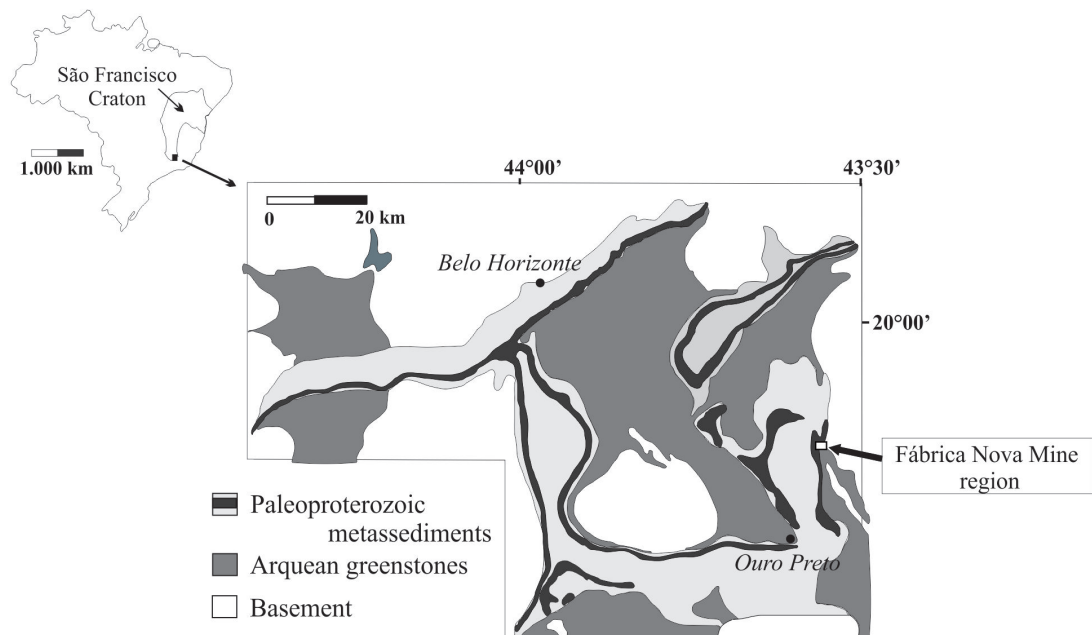 São Francisco
Craton
1.000 km
44°00’
43°30’
0
20 km
Belo Horizonte
20°00’
Fábrica Nova Mine
region
Paleoproterozoic
metassediments
Arquean greenstones
Basement
Ouro Preto